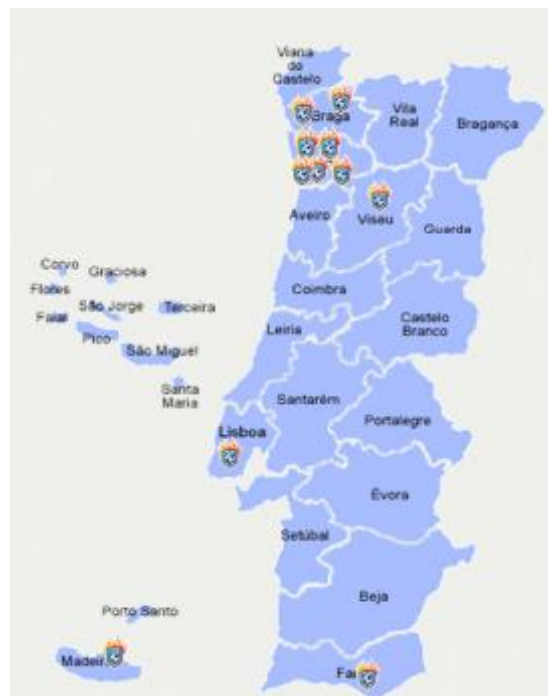 Viana
do
Castelo
Braga
Vila
Real
Bragança
Aveiro
Viseu
Guarda
Corvo
Graciosa
Flores
Coimbra
São Jorge
Terceira
Faial
Castelo
Branco
Leiria
Pico
São Miguel
Santa
Maria
Santarém
Portalegre
Lisboa
Évora
Setúbal
Beja
Porto Santo
Madeir
Fa